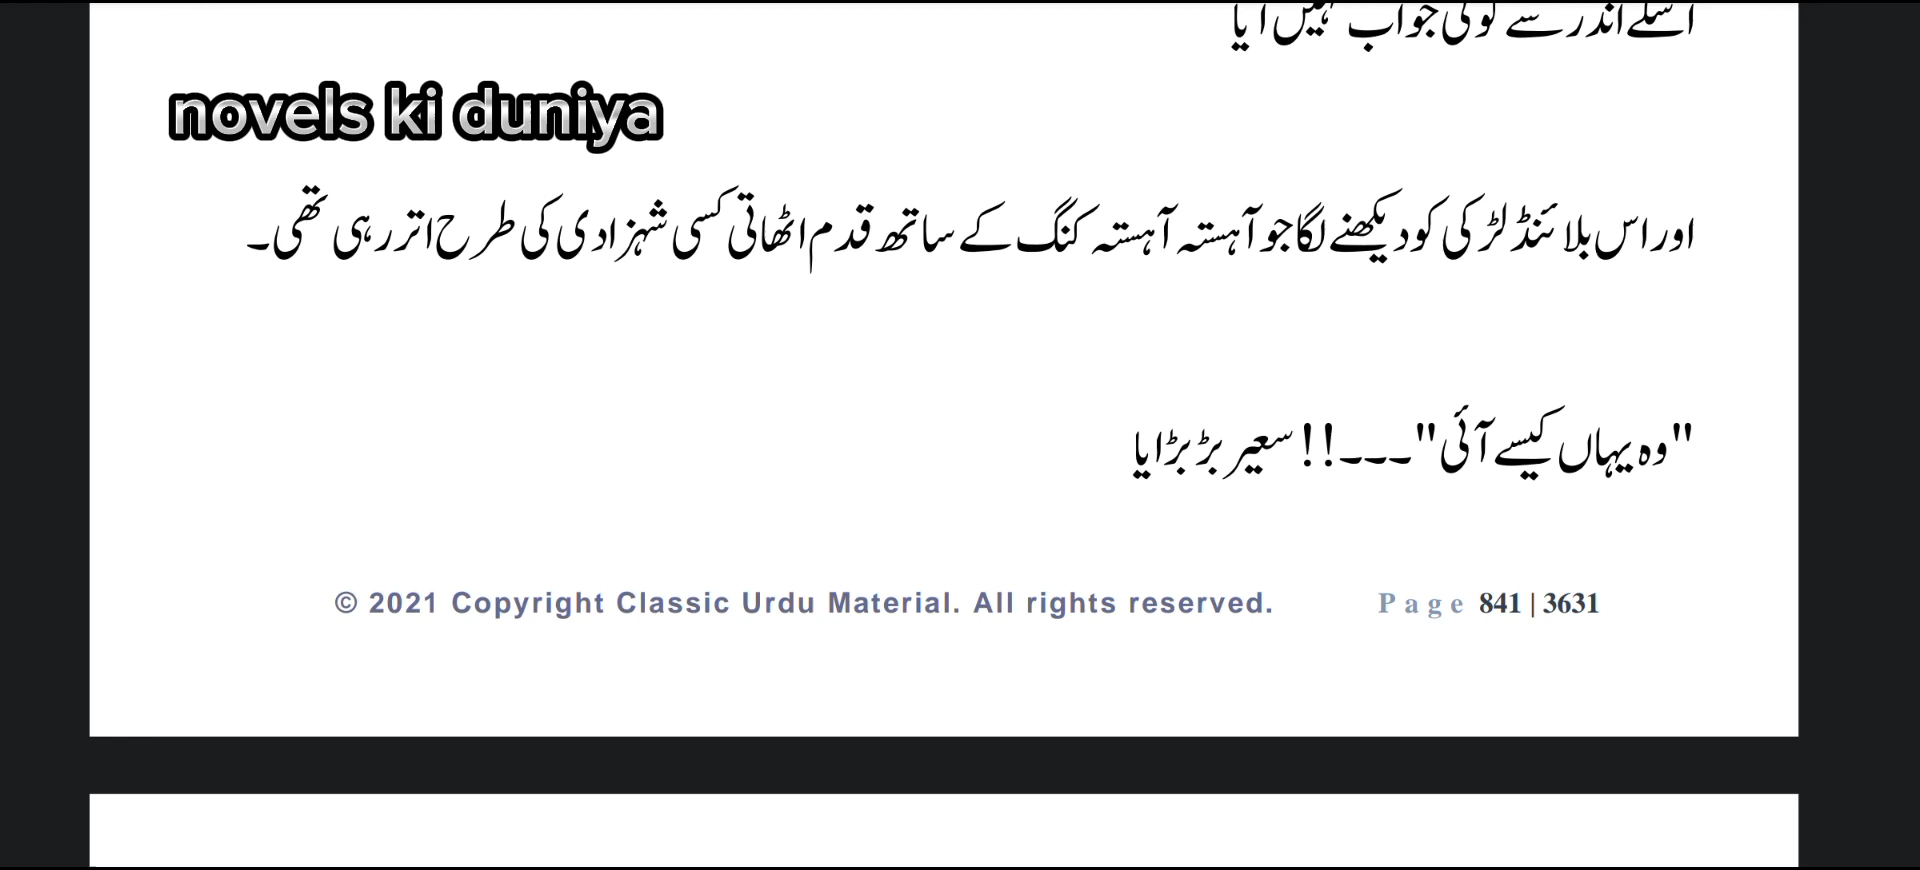 اسکے اندر سے کوئی جواب نہیں آیا
novels ki duniya
اور اس بلائنڈ لڑکی کو دیکھنے لگا جو آہستہ آہستہ کنگ کے ساتھ قدم اٹھاتی کسی شہزادی کی طرح اتر رہی تھی۔
"وہ یہاں کیسے آئی"۔۔۔!! سعیر بڑبڑایا
© 2021 Copyright Classic Urdu Material. All rights reserved. Page 841 | 3631